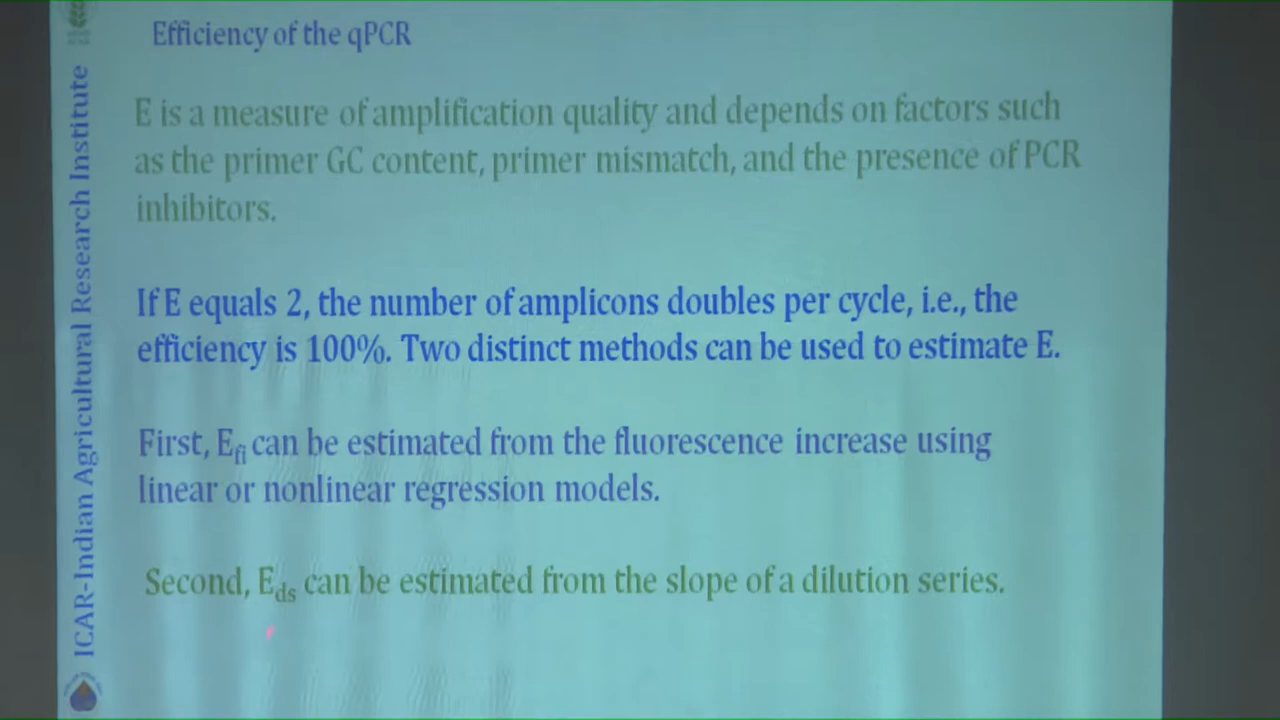 Efficiency of the qPCR
E is a measure of amplification quality and depends on factors such
as the primer GC content, primer mismatch, and the presence of PCR
inhibitors.
If E equals 2, the number of amplicons doubles per cycle, i.e., the
efficiency is 100%. Two distinct methods can be used to estimate E.
First, Efl can be estimated from the fluorescence increase using
linear or nonlinear regression models.
Second, Eds can be estimated from the slope of a dilution series.
ICAR-Indian Agricultural Research Institute